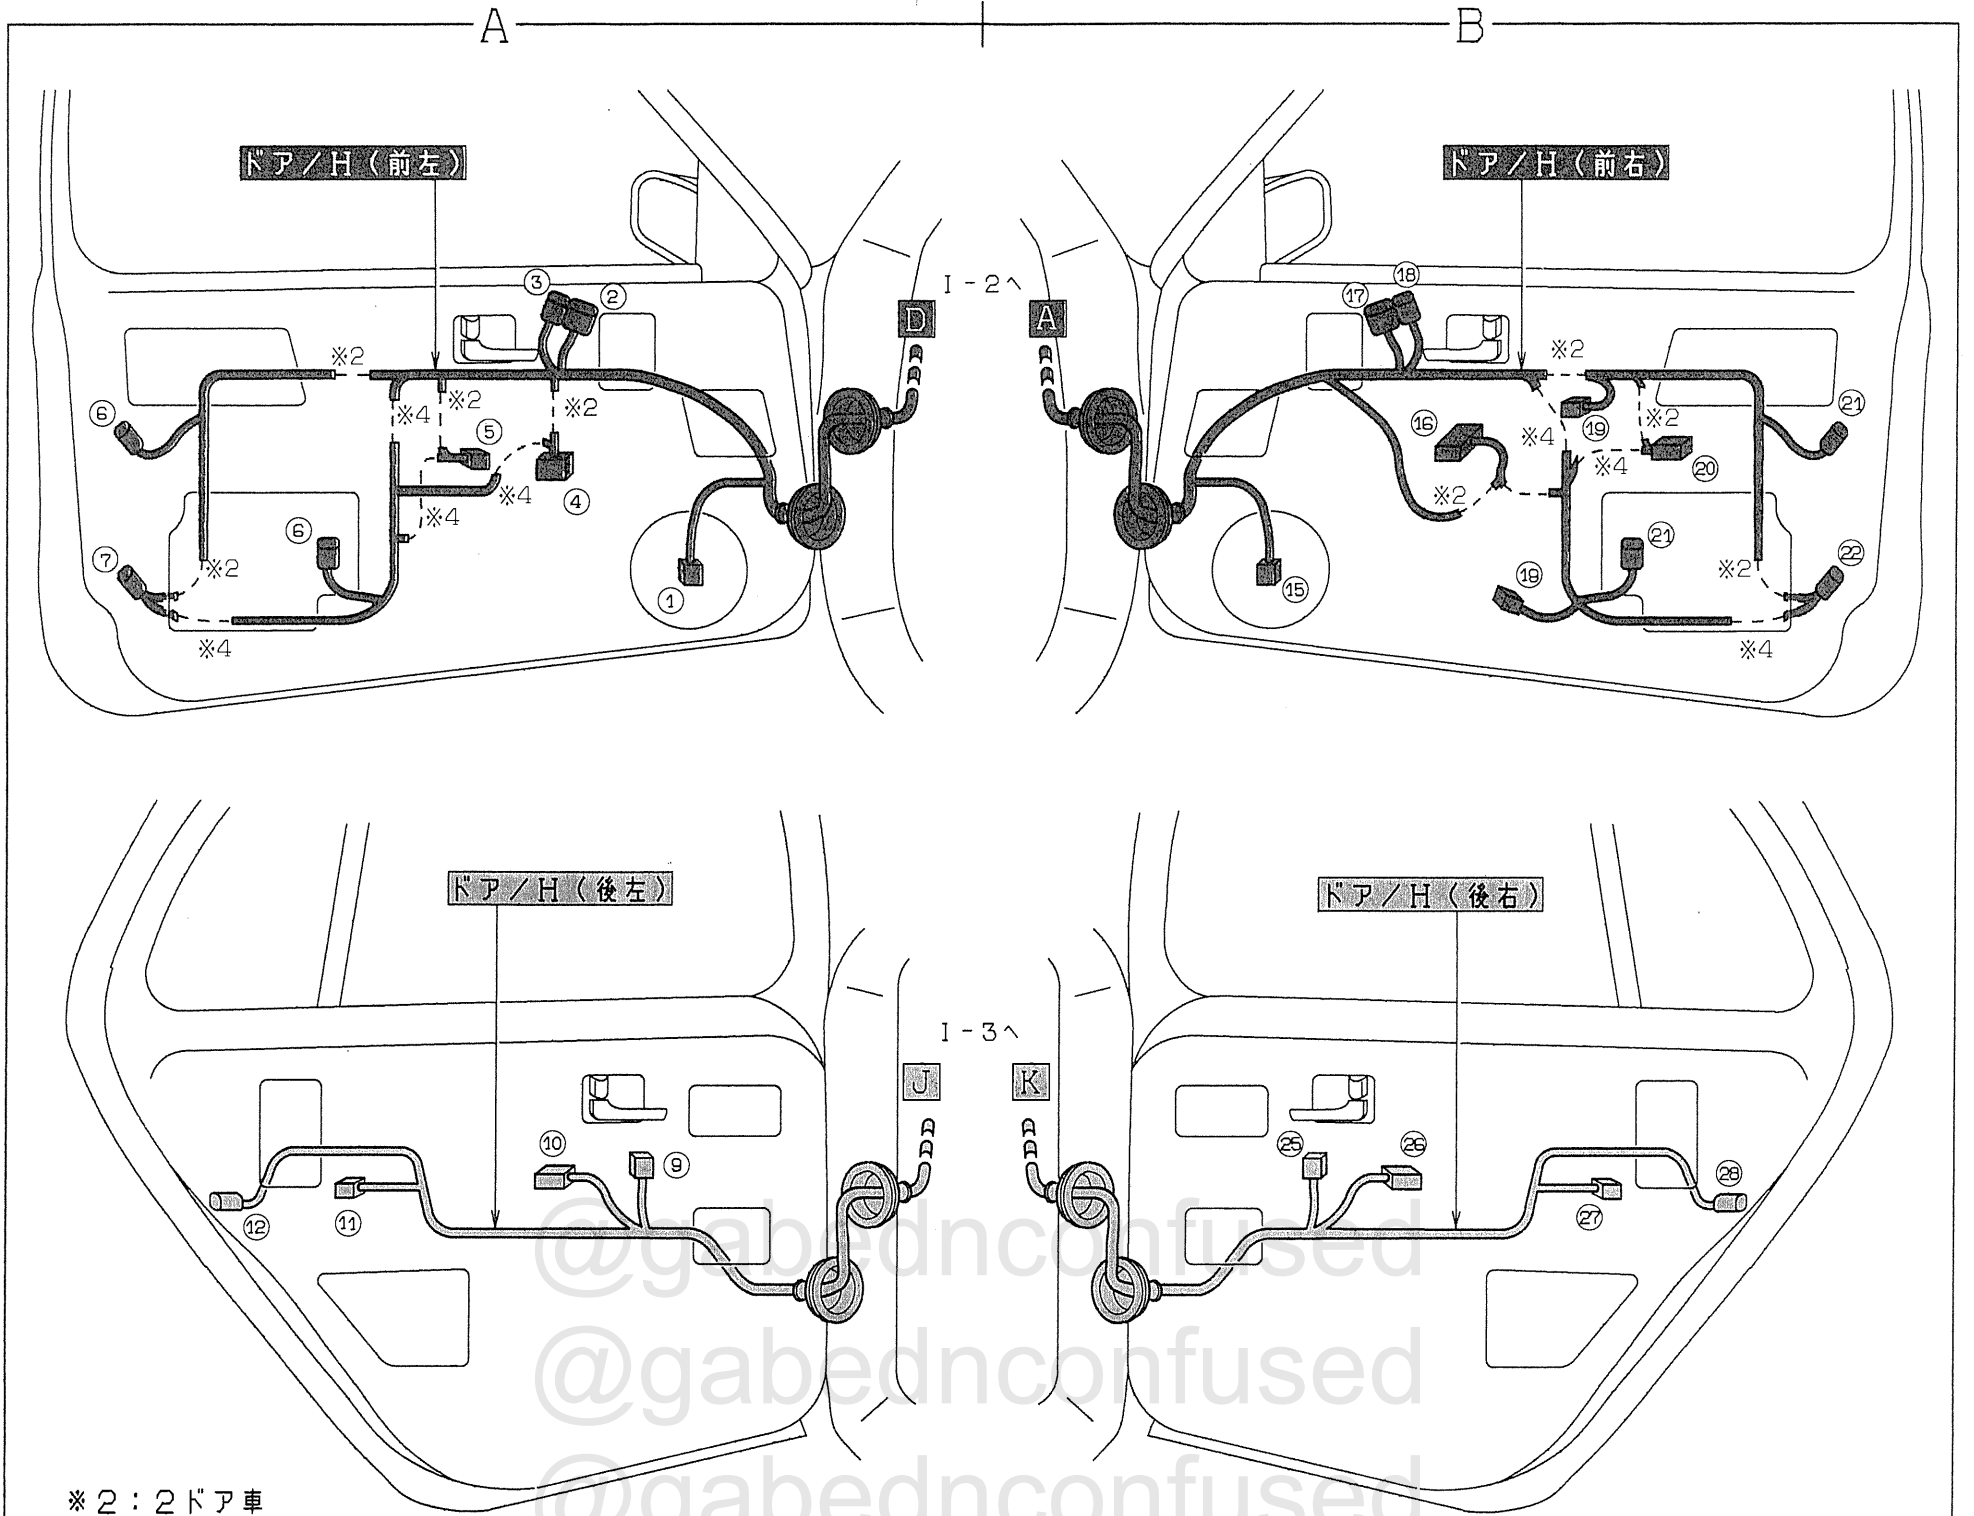 A
B
ドア/H(前左)
ドア/H(前右)
I-2へ
D
A
③
②
⑰
⑱
※2
※2
※4
※2
※2
⑥
⑤
④
※4
※4
⑯
⑲
※2
※4
※4
⑳
㉑
※2
⑦
⑥
※2
※4
①
⑮
⑲
㉑
※2
㉒
※4
ドア/H(後左)
ドア/H(後右)
I-3へ
J
K
⑩
⑨
⑫
⑪
㉕
㉖
㉗
㉘
@gabednconfused
@gabednconfused
@gabednconfused
※2:2ドア車